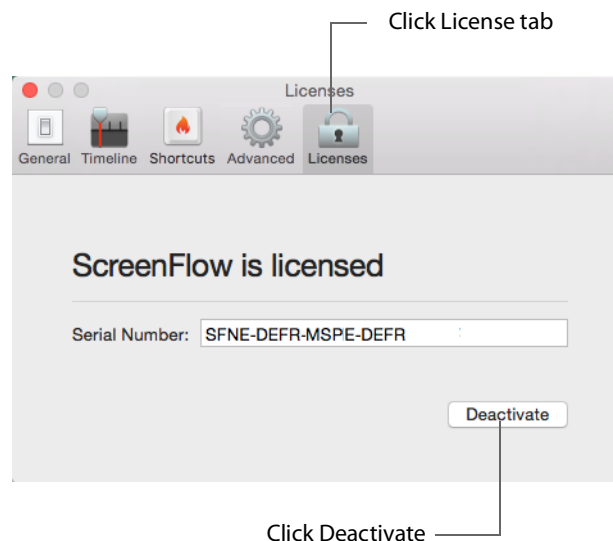 Click License tab
Licenses
General Timeline Shortcuts Advanced Licenses
ScreenFlow is licensed
Serial Number: SFNE-DEFR-MSPE-DEFR
Deactivate
Click Deactivate